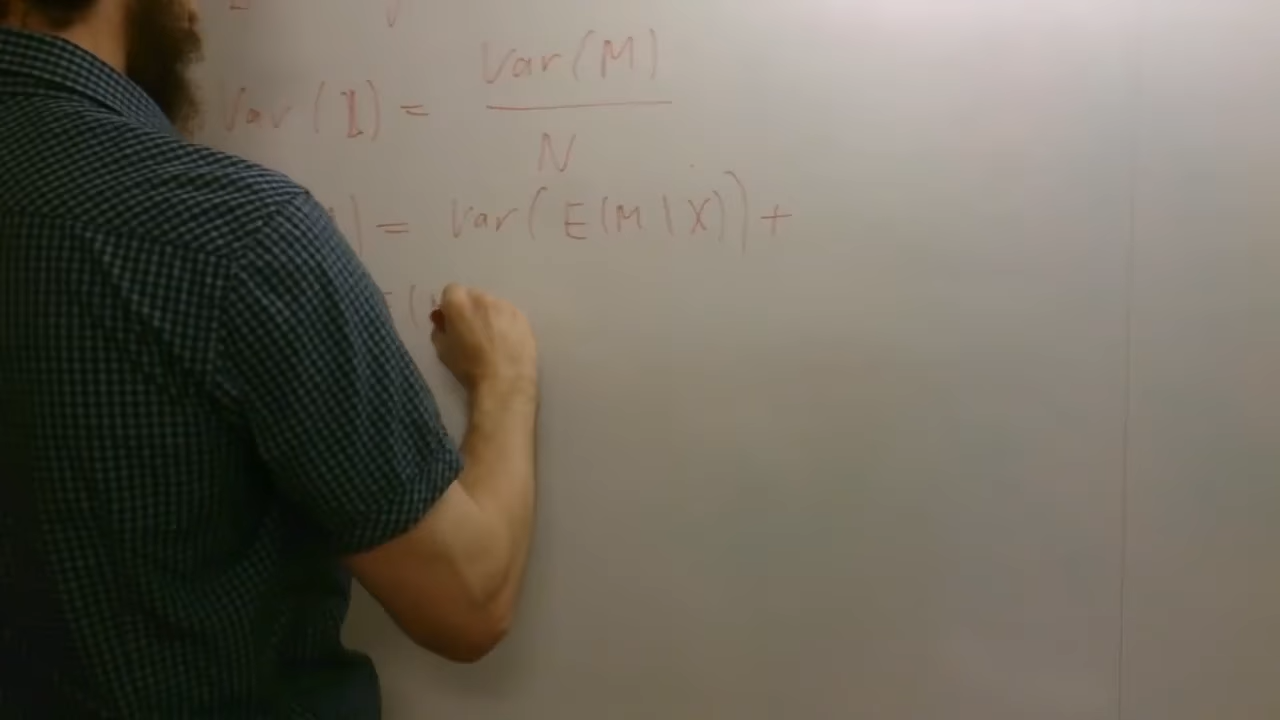 Var(I) = Var(M) / N
) = Var(E(M|X)) +
(